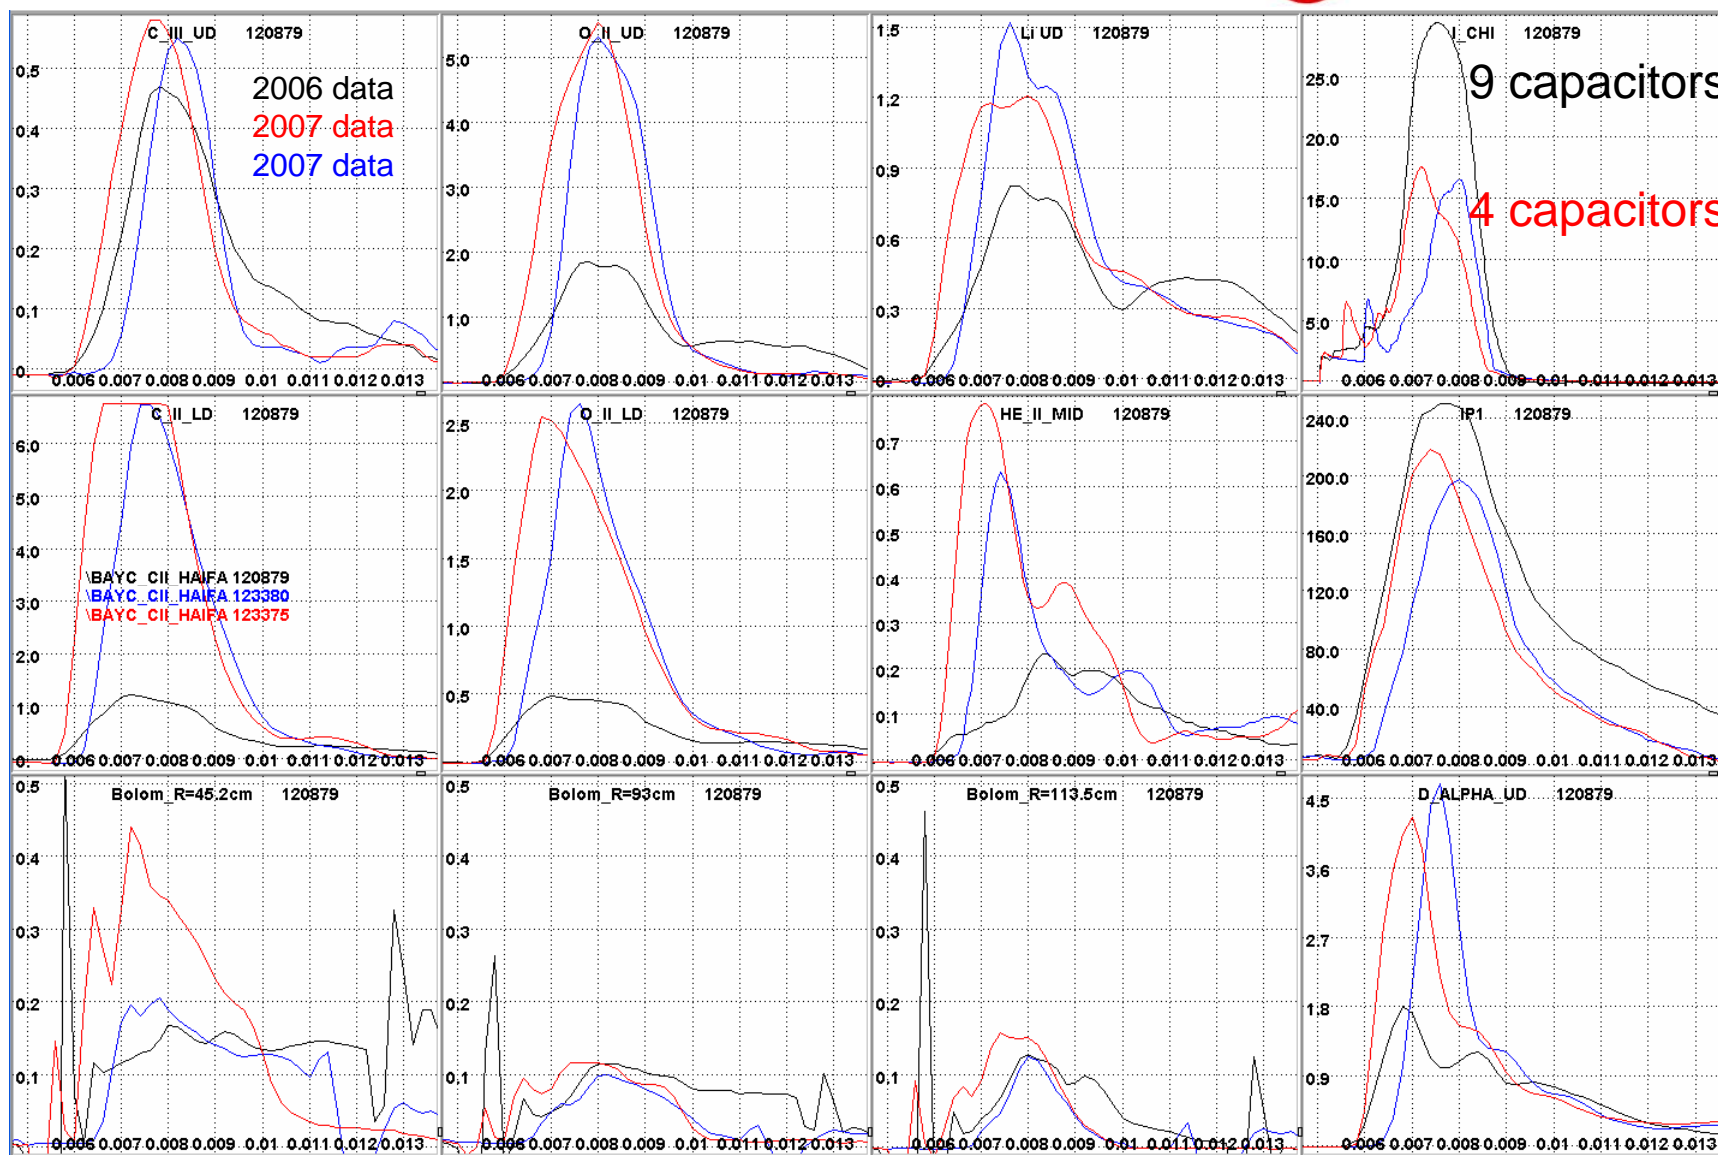 C_III_UD 120879
2006 data
2007 data
2007 data
0.5
0.4
0.3
0.2
0.1
0.
0.006 0.007 0.008 0.009 0.01 0.011 0.012 0.013
O_II_UD 120879
5.0
4.0
3.0
2.0
1.0
0.006 0.007 0.008 0.009 0.01 0.011 0.012 0.013
Li UD 120879
1.5
1.2
0.9
0.6
0.3
0.006 0.007 0.008 0.009 0.01 0.011 0.012 0.013
I_CHI 120879
9 capacitors
4 capacitors
25.0
20.0
15.0
10.0
5.0
0.006 0.007 0.008 0.009 0.01 0.011 0.012 0.013
C_II_LD 120879
6.0
5.0
4.0
3.0
2.0
1.0
0.
\BAYC_CII_HAIFA 120879
\BAYC_CII_HAIFA 123380
\BAYC_CII_HAIFA 123375
0.006 0.007 0.008 0.009 0.01 0.011 0.012 0.013
O_II_LD 120879
2.5
2.0
1.5
1.0
0.5
0.006 0.007 0.008 0.009 0.01 0.011 0.012 0.013
HE_II_MID 120879
0.7
0.6
0.5
0.4
0.3
0.2
0.1
0.006 0.007 0.008 0.009 0.01 0.011 0.012 0.013
IP1 120879
240.0
200.0
160.0
120.0
80.0
40.0
0.006 0.007 0.008 0.009 0.01 0.011 0.012 0.013
Bolom_R=45.2cm 120879
0.5
0.4
0.3
0.2
0.1
0.006 0.007 0.008 0.009 0.01 0.011 0.012 0.013
Bolom_R=93cm 120879
0.5
0.4
0.3
0.2
0.1
0.006 0.007 0.008 0.009 0.01 0.011 0.012 0.013
Bolom_R=113.5cm 120879
0.5
0.4
0.3
0.2
0.1
0.006 0.007 0.008 0.009 0.01 0.011 0.012 0.013
D_ALPHA_UD 120879
4.5
3.6
2.7
1.8
0.9
0.006 0.007 0.008 0.009 0.01 0.011 0.012 0.013